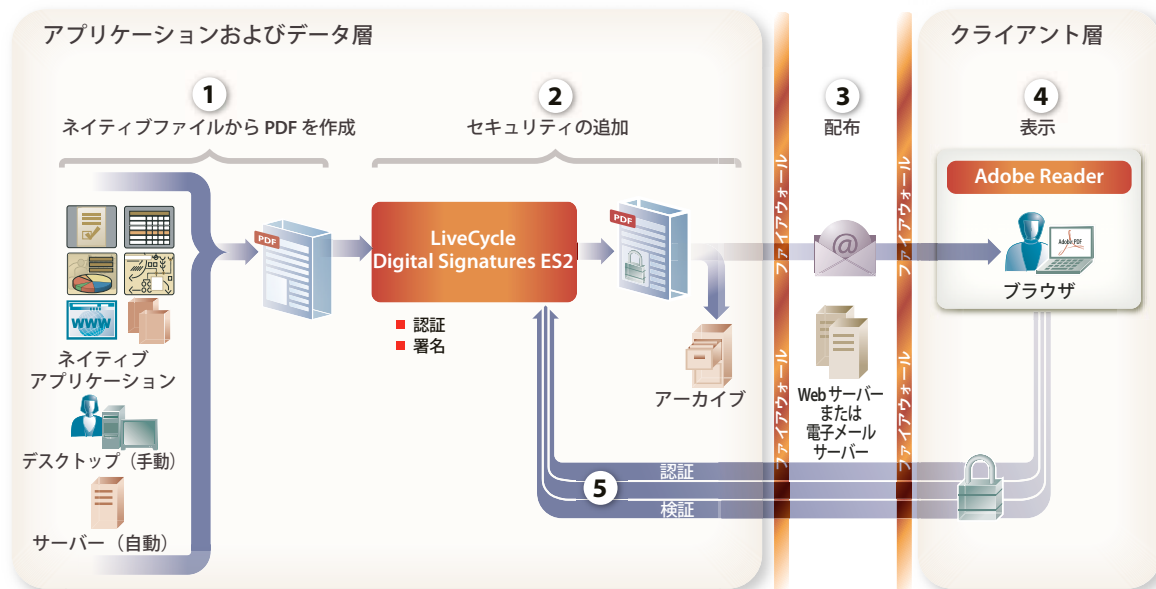 アプリケーションおよびデータ層
クライアント層
1
ネイティブファイルから PDF を作成
2
セキュリティの追加
3
配布
4
表示
PDF
LiveCycle
Digital Signatures ES2
認証
署名
PDF
アーカイブ
WWW
ネイティブ
アプリケーション
デスクトップ（手動）
サーバー（自動）
ファイアウォール
ファイアウォール
ファイアウォール
ファイアウォール
@
Webサーバー
または
電子メール
サーバー
Adobe Reader
Adobe PDF
ブラウザ
5
認証
検証